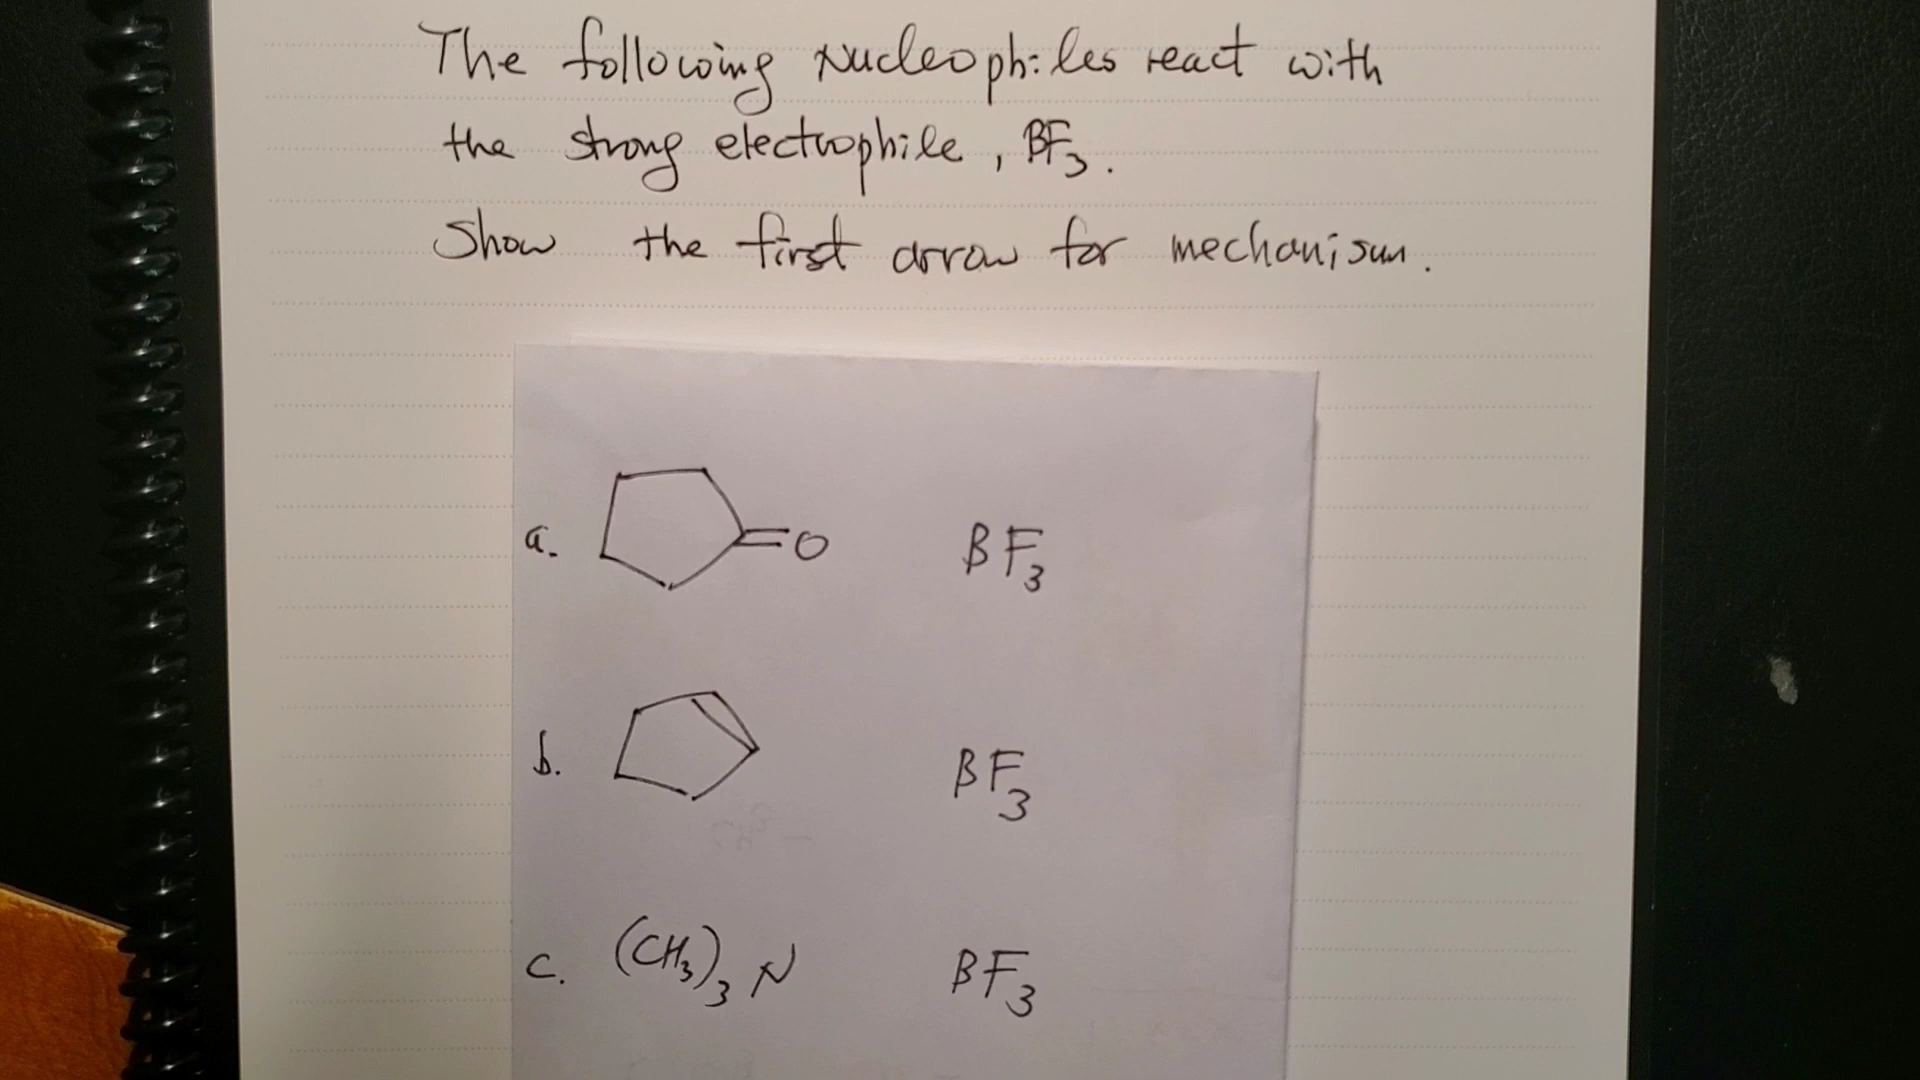 The following Nucleophiles react with
the strong electrophile, BF3.
Show the first arrow for mechanism.
a. =O BF3
b. BF3
c. (CH3)3 N BF3